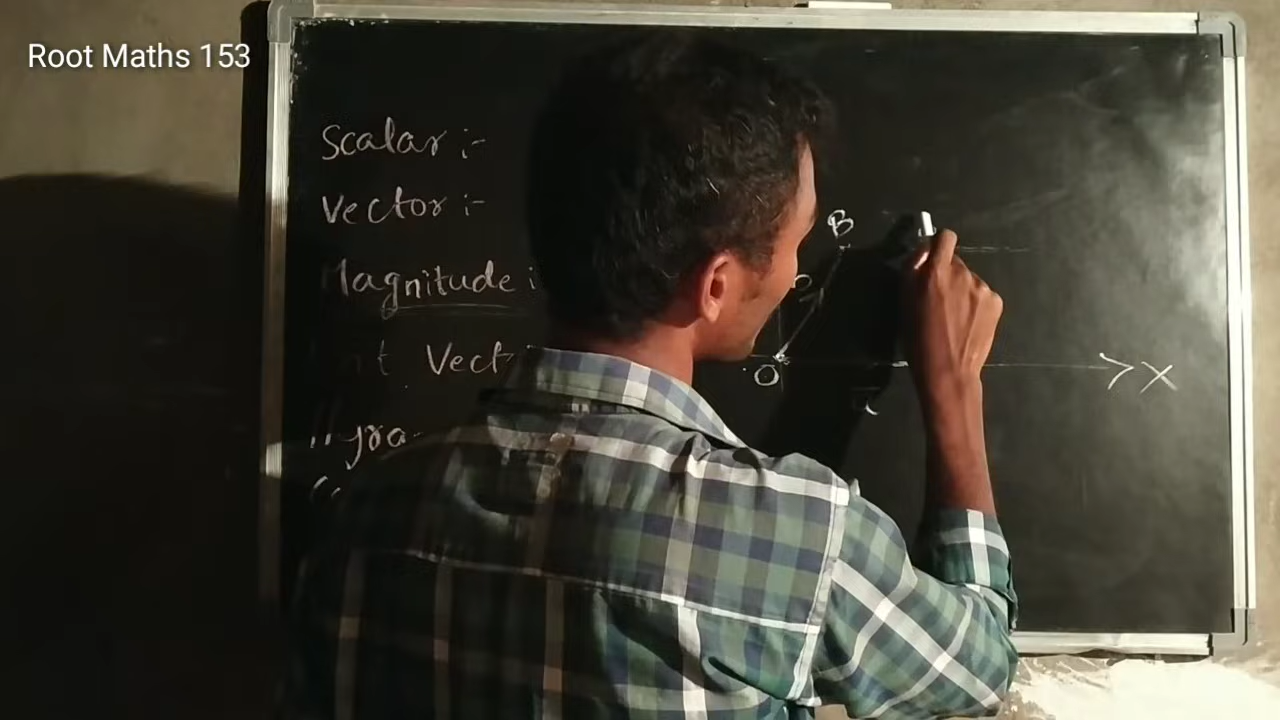 Root Maths 153
Scalar :-
Vector :-
Magnitude :
Vect
B
O
X